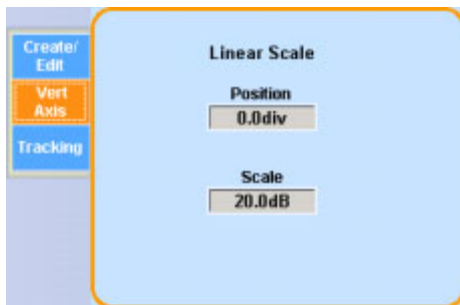 Create/
Edit
Vert
Axis
Tracking
Linear Scale
Position
0.0div
Scale
20.0dB